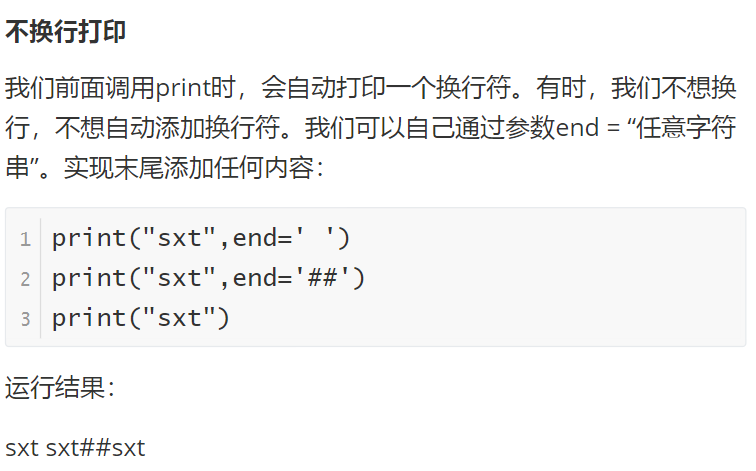 不换行打印
我们前面调用print时，会自动打印一个换行符。有时，我们不想换
行，不想自动添加换行符。我们可以自己通过参数end = “任意字符
串”。实现末尾添加任何内容：
1 print("sxt",end=' ')
2 print("sxt",end='##')
3 print("sxt")
运行结果：
sxt sxt##sxt